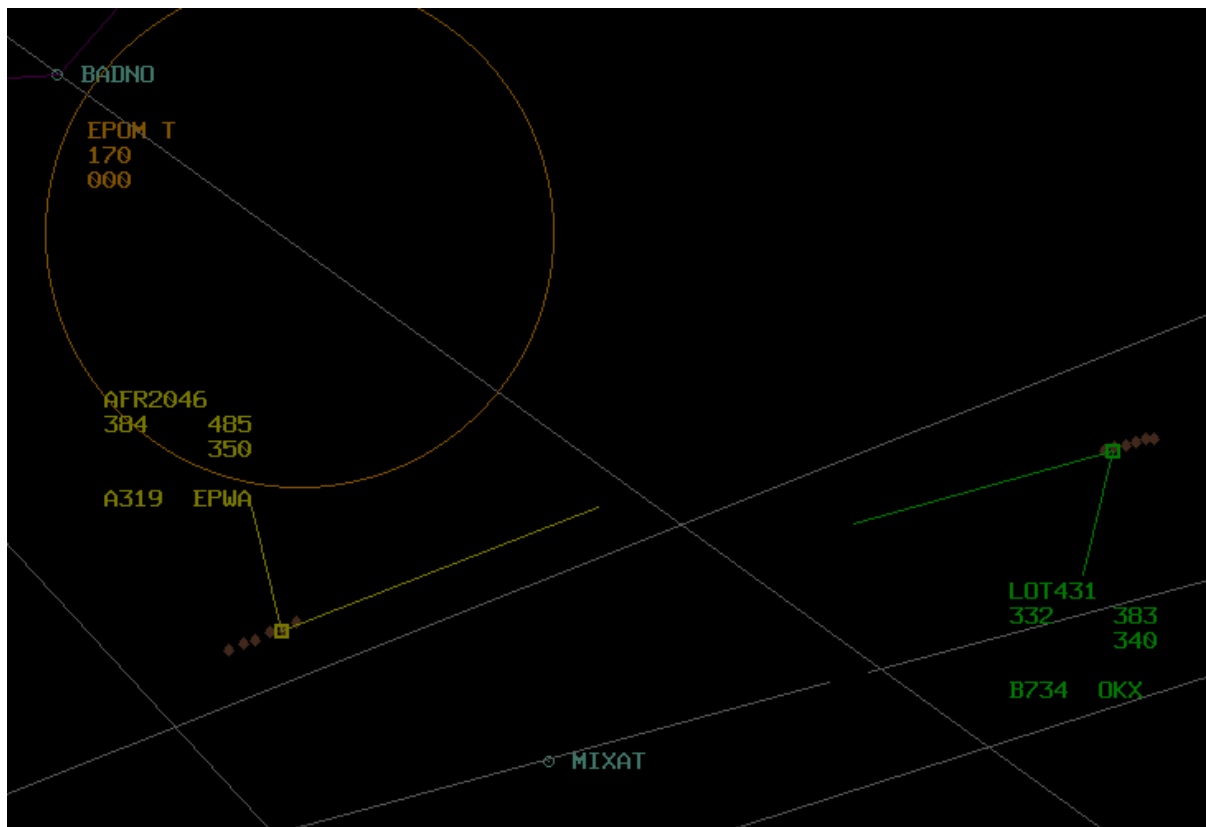 BADNO
EPOM T
170
000
AFR2046
384 485
350
A319 EPWA
LOT431
332 383
340
B734 OKX
MIXAT